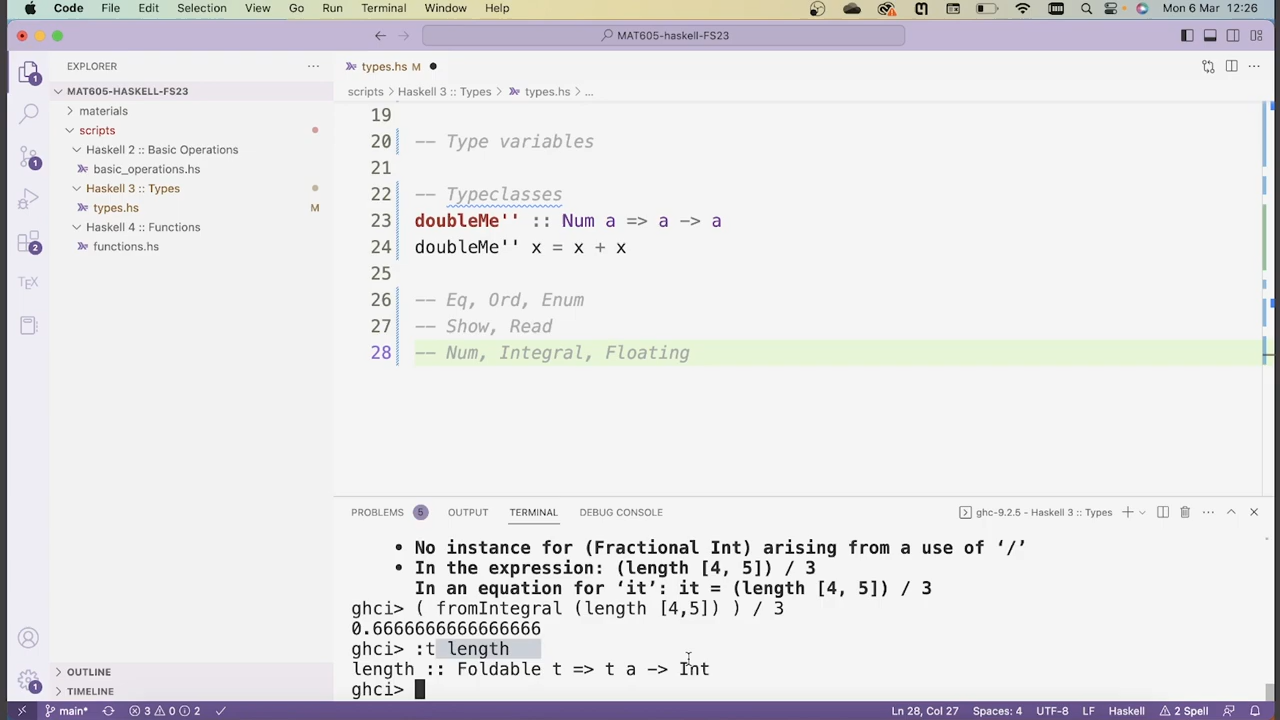 Code File Edit Selection View Go Run Terminal Window Help Mon 6 Mar 12:26
MAT605-haskell-FS23
EXPLORER
types.hs M
MAT605-HASKELL-FS23
scripts > Haskell 3 :: Types > types.hs > ...
materials
scripts
Haskell 2 :: Basic Operations
basic_operations.hs
Haskell 3 :: Types
types.hs M
Haskell 4 :: Functions
functions.hs
19
20 -- Type variables
21
22 -- Typeclasses
23 doubleMe'' :: Num a => a -> a
24 doubleMe'' x = x + x
25
26 -- Eq, Ord, Enum
27 -- Show, Read
28 -- Num, Integral, Floating
1
1
2
TEX
1
PROBLEMS 5 OUTPUT TERMINAL DEBUG CONSOLE ghc-9.2.5 - Haskell 3 :: Types
• No instance for (Fractional Int) arising from a use of ‘/’
• In the expression: (length [4, 5]) / 3
In an equation for ‘it’: it = (length [4, 5]) / 3
ghci> ( fromIntegral (length [4,5]) ) / 3
0.6666666666666666
ghci> :t length
length :: Foldable t => t a -> Int
ghci>
OUTLINE
TIMELINE
main* 3 0 2 Ln 28, Col 27 Spaces: 4 UTF-8 LF Haskell 2 Spell